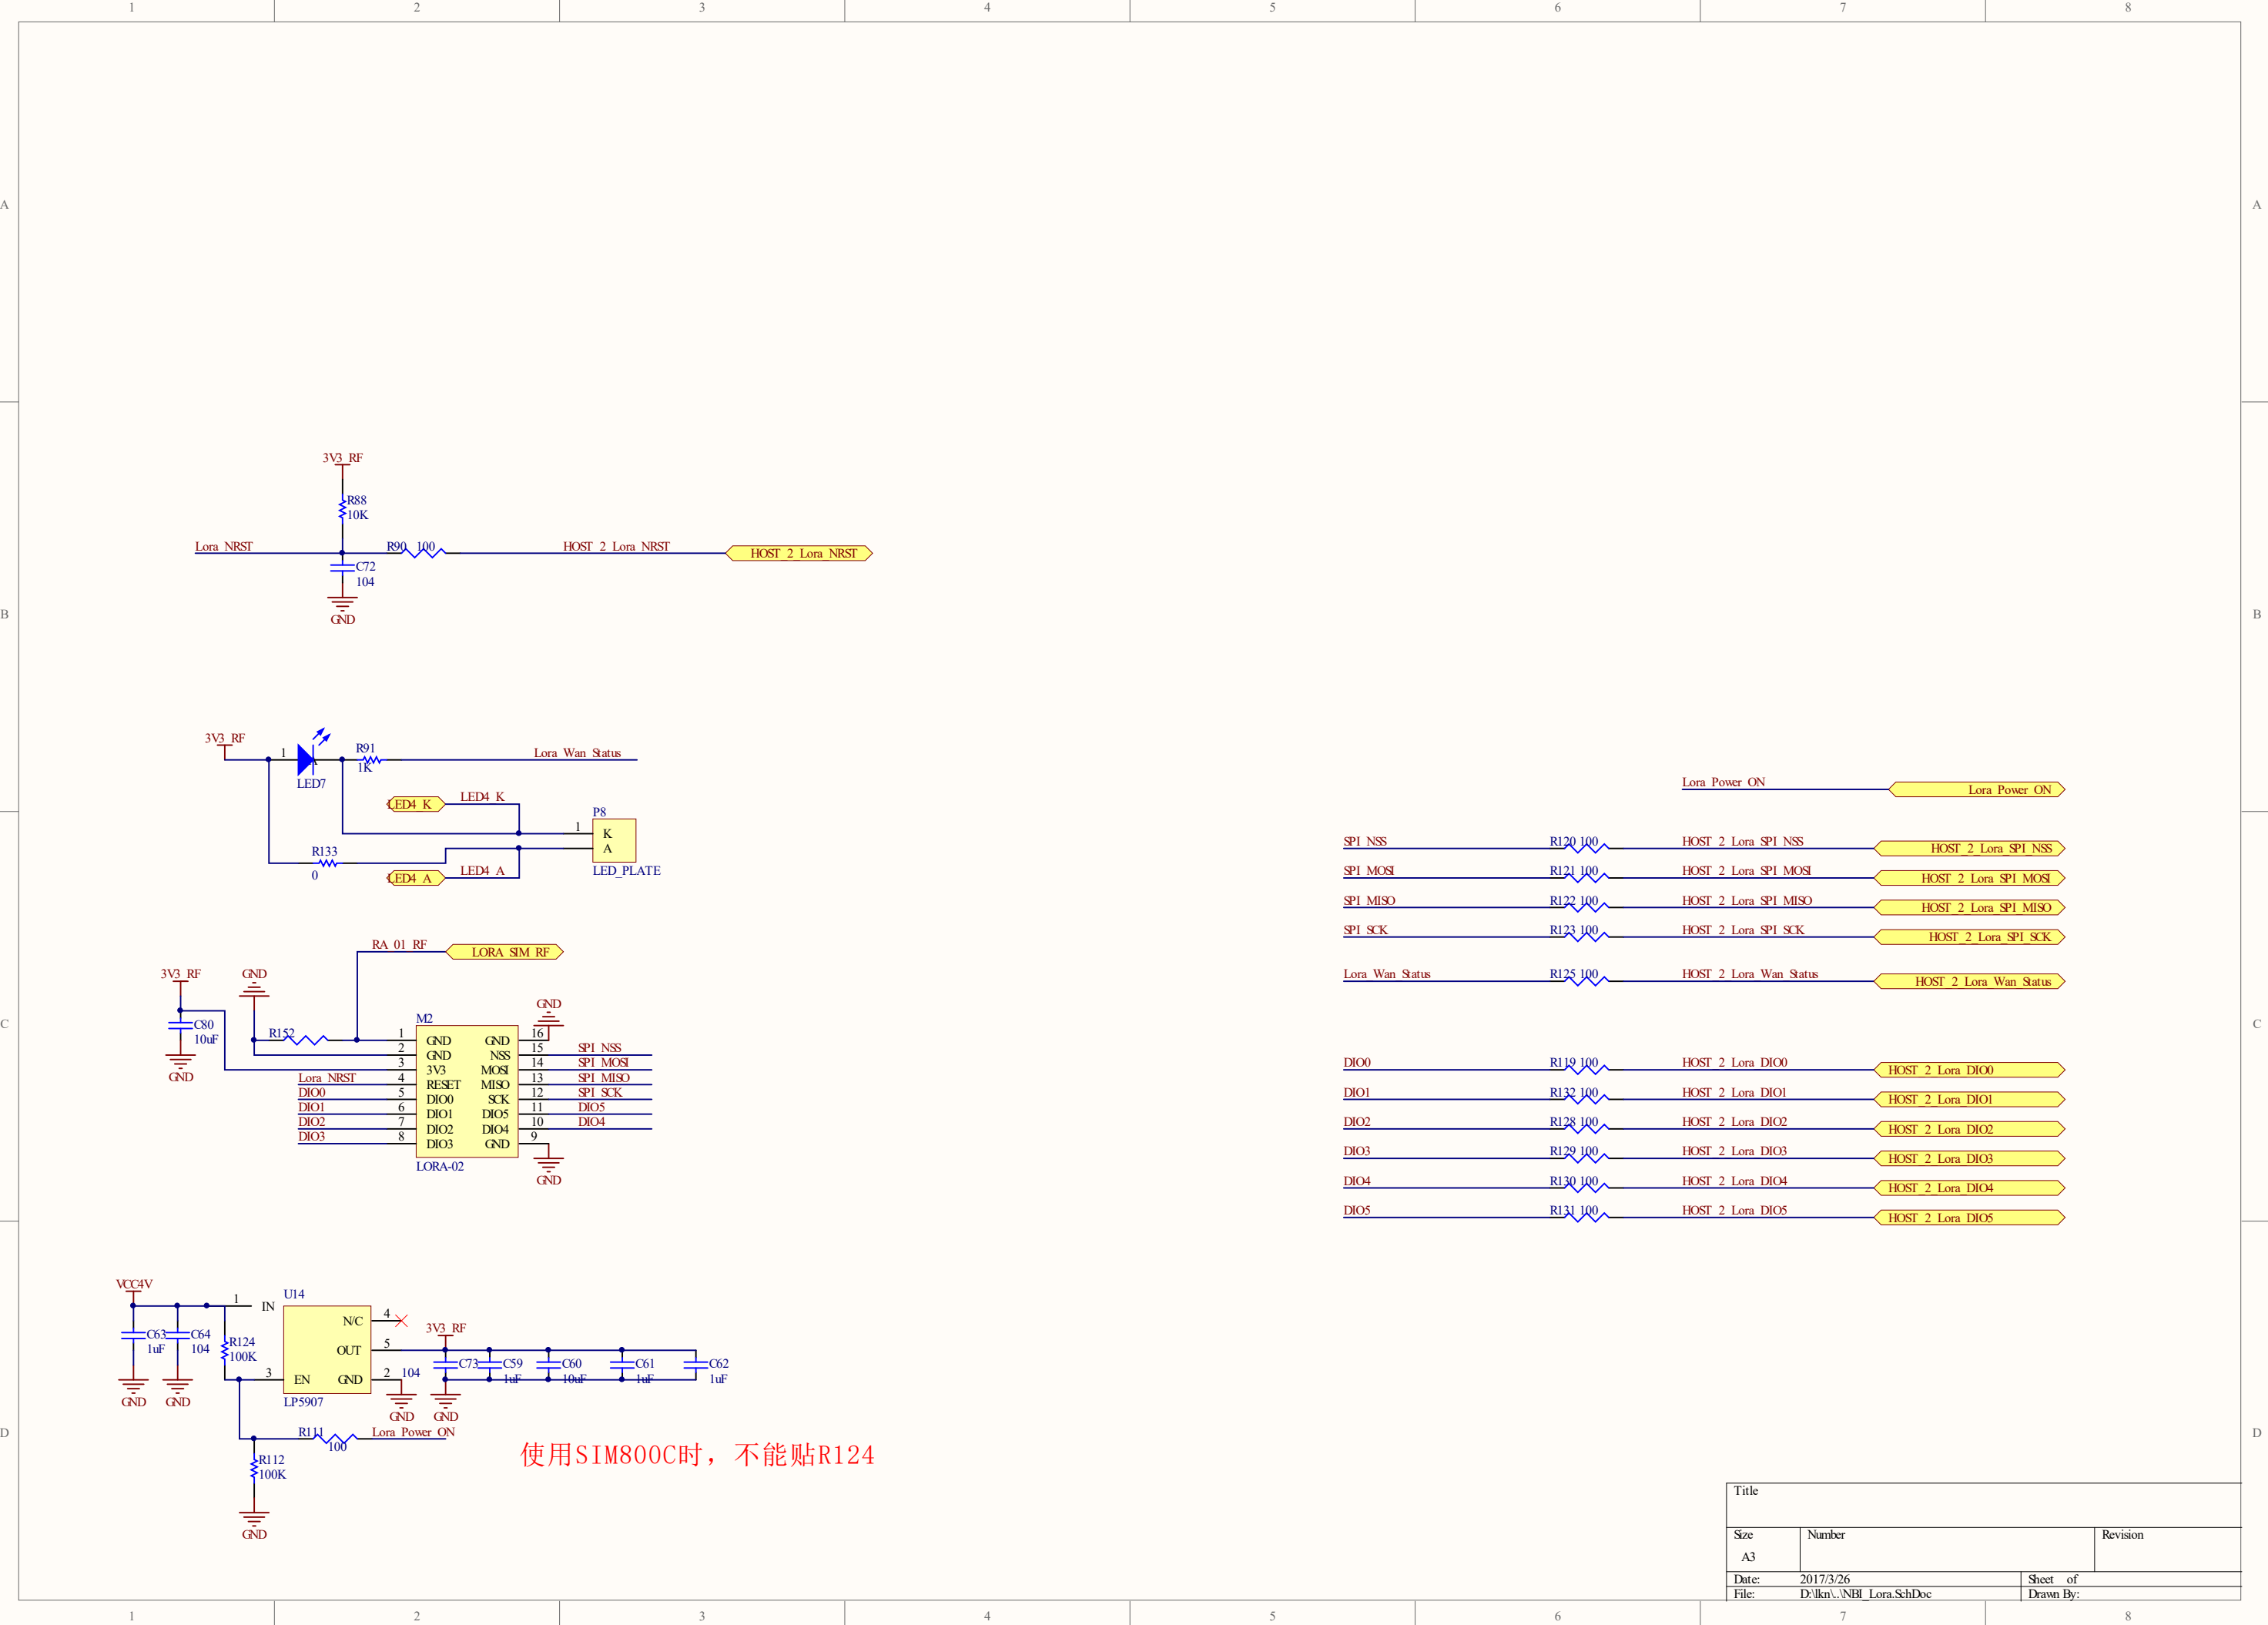 1 2 3 4 5 6 7 8
A A
3V3_RF
R88
10K
Lora_NRST R90 100 HOST_2_Lora_NRST HOST_2_Lora_NRST
C72
104
GND
B B
3V3_RF 1 R91 Lora_Wan_Status
1K
LED7
LED4_K LED4_K
P8
1 K
A
R133
0
LED4_A LED4_A
LED_PLATE
Lora_Power_ON Lora_Power_ON
SPI_NSS R120 100 HOST_2_Lora_SPI_NSS HOST_2_Lora_SPI_NSS
SPI_MOSI R121 100 HOST_2_Lora_SPI_MOSI HOST_2_Lora_SPI_MOSI
SPI_MISO R122 100 HOST_2_Lora_SPI_MISO HOST_2_Lora_SPI_MISO
SPI_SCK R123 100 HOST_2_Lora_SPI_SCK HOST_2_Lora_SPI_SCK
Lora_Wan_Status R125 100 HOST_2_Lora_Wan_Status HOST_2_Lora_Wan_Status
RA_01_RF LORA_SIM_RF
3V3_RF GND
GND
C C
C80
10uF
GND
R152
M2
1 GND GND 16
2 GND NSS 15 SPI_NSS
3 3V3 MOSI 14 SPI_MOSI
Lora_NRST 4 RESET MISO 13 SPI_MISO
DIO0 5 DIO0 SCK 12 SPI_SCK
DIO1 6 DIO1 DIO5 11 DIO5
DIO2 7 DIO2 DIO4 10 DIO4
DIO3 8 DIO3 GND 9
LORA-02
GND
DIO0 R119 100 HOST_2_Lora_DIO0 HOST_2_Lora_DIO0
DIO1 R132 100 HOST_2_Lora_DIO1 HOST_2_Lora_DIO1
DIO2 R128 100 HOST_2_Lora_DIO2 HOST_2_Lora_DIO2
DIO3 R129 100 HOST_2_Lora_DIO3 HOST_2_Lora_DIO3
DIO4 R130 100 HOST_2_Lora_DIO4 HOST_2_Lora_DIO4
DIO5 R131 100 HOST_2_Lora_DIO5 HOST_2_Lora_DIO5
VCC4V
U14
1 IN
N/C 4
3V3_RF
C63 C64
1uF 104
R124
100K
OUT 5
C73 C59 C60 C61 C62
104 1uF 10uF 1uF 1uF
3 EN GND 2
GND GND
LP5907
GND GND
D D
R111 Lora_Power_ON
100
使用SIM800C时，不能贴R124
R112
100K
GND
Title
Size Number Revision
A3
Date: 2017/3/26 Sheet of
File: D:\lkn\..\NBI_Lora.SchDoc Drawn By:
1 2 3 4 5 6 7 8